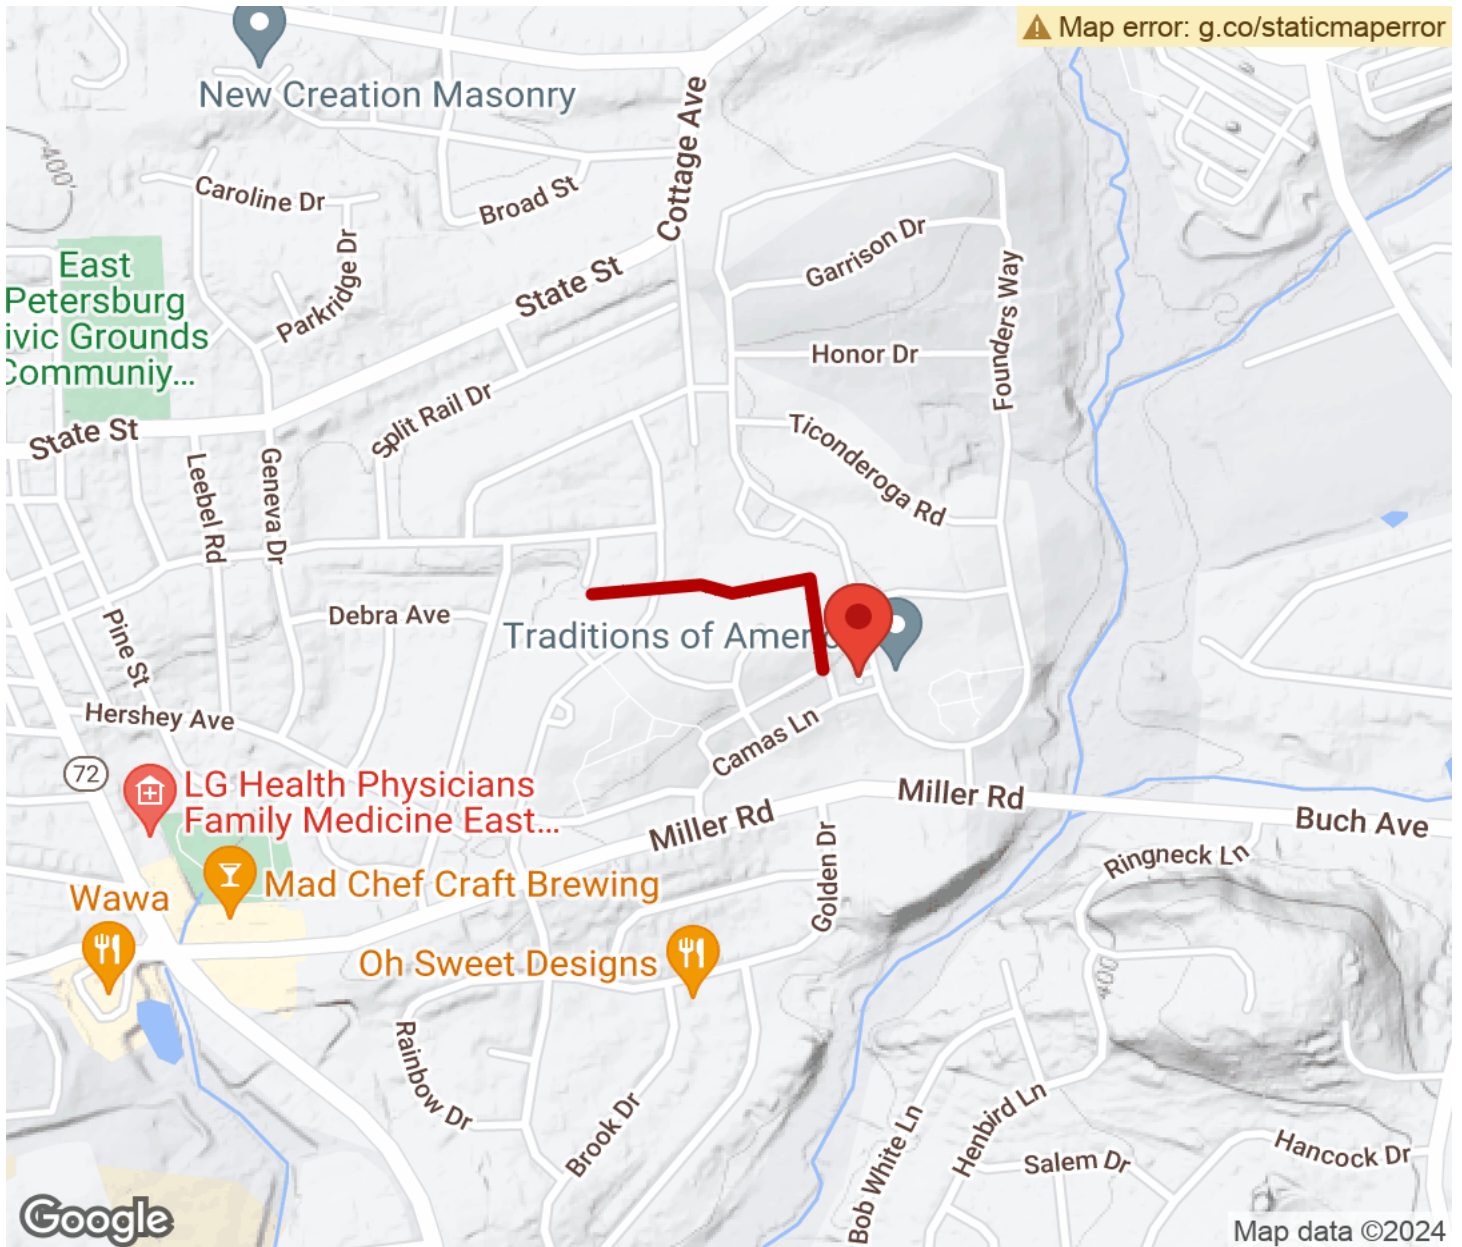 Map error: g.co/staticmaperror
New Creation Masonry
Cottage Ave
400'
Caroline Dr
Broad St
Parkridge Dr
Garrison Dr
State St
Founders Way
East
Petersburg
ivic Grounds
Communiy...
Honor Dr
Split Rail Dr
State St
Ticonderoga Rd
Leebel Rd
Geneva Dr
Debra Ave
Traditions of Americ
Pine St
Hershey Ave
Camas Ln
72
LG Health Physicians
Family Medicine East...
Miller Rd
Miller Rd
Buch Ave
Ringneck Ln
Golden Dr
Mad Chef Craft Brewing
Wawa
Oh Sweet Designs
Rainbow Dr
Brook Dr
Henbird Ln
Bob White Ln
Salem Dr
Hancock Dr
Google
Map data ©2024